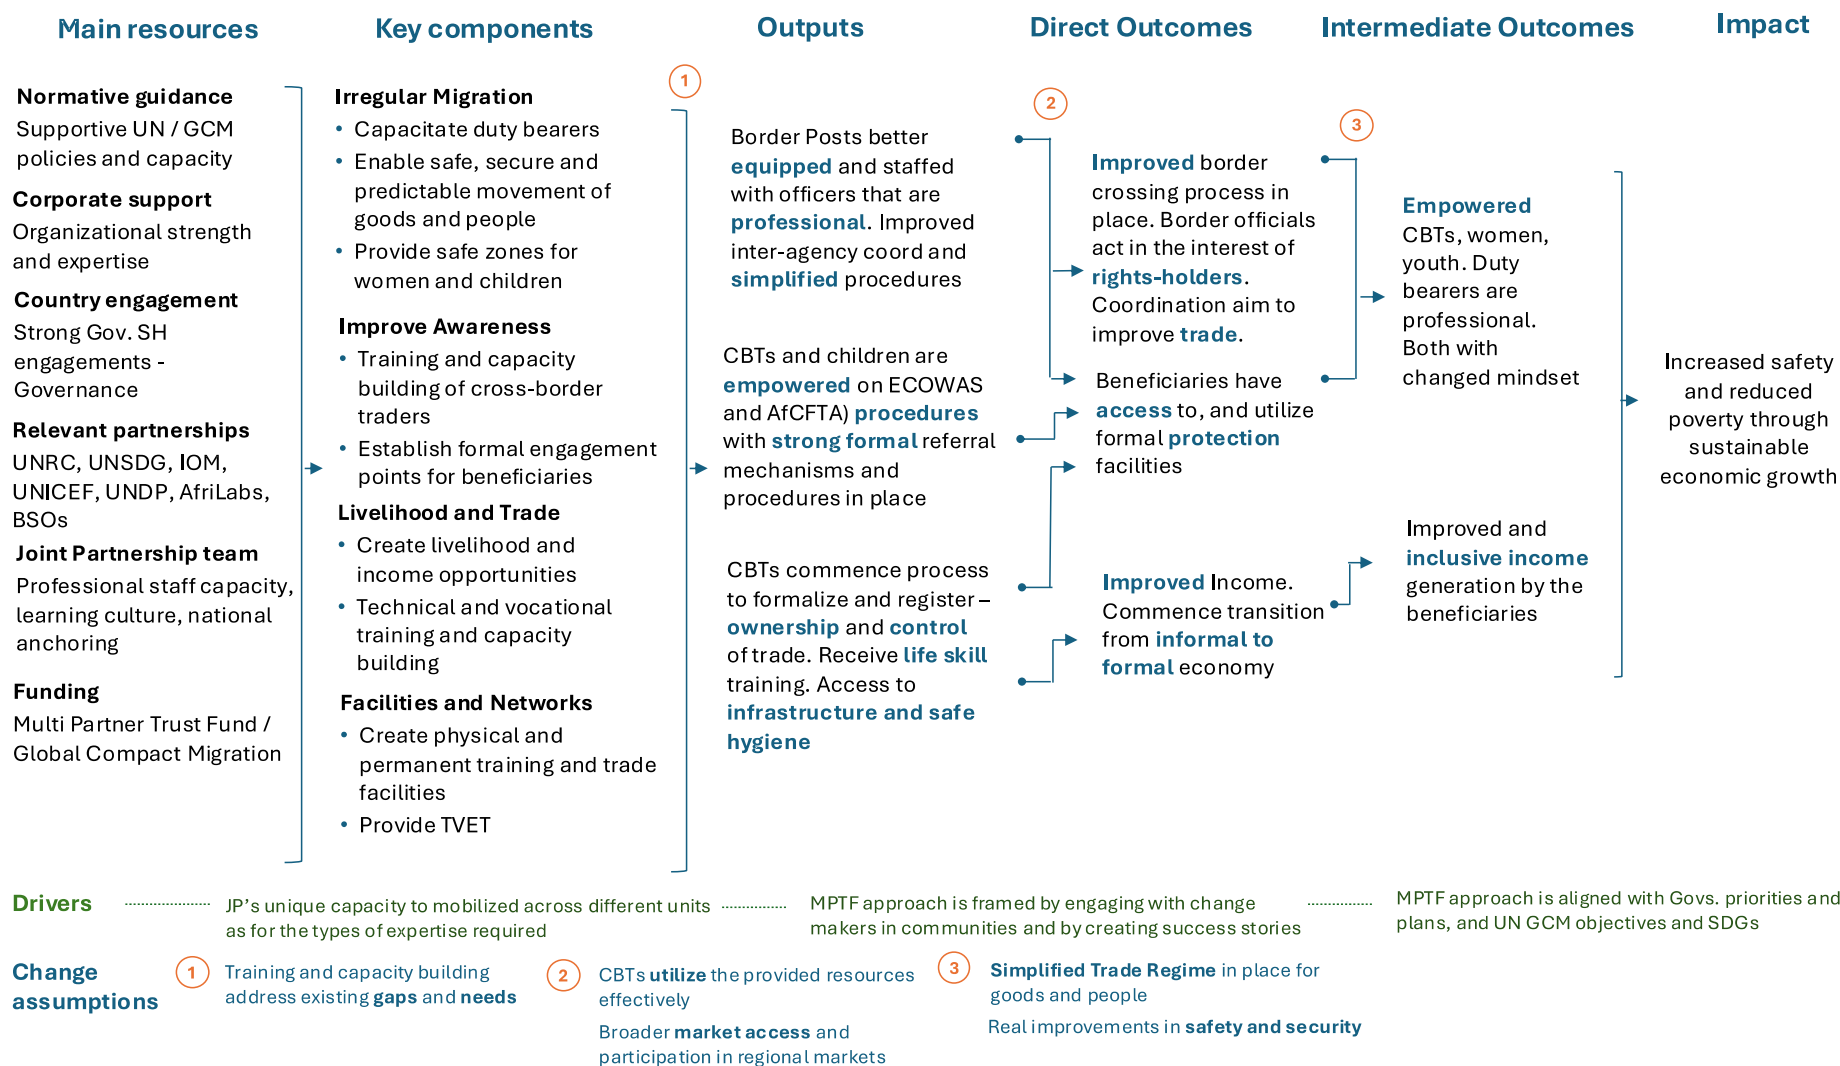 Main resources
Key components
Outputs
Direct Outcomes
Intermediate Outcomes
Impact
Normative guidance
Supportive UN / GCM
policies and capacity
Corporate support
Organizational strength
and expertise
Country engagement
Strong Gov. SH
engagements -
Governance
Relevant partnerships
UNRC, UNSDG, IOM,
UNICEF, UNDP, AfriLabs,
BSOs
Joint Partnership team
Professional staff capacity,
learning culture, national
anchoring
Funding
Multi Partner Trust Fund /
Global Compact Migration
Irregular Migration
• Capacitate duty bearers
• Enable safe, secure and
predictable movement of
goods and people
• Provide safe zones for
women and children
Improve Awareness
• Training and capacity
building of cross-border
traders
• Establish formal engagement
points for beneficiaries
Livelihood and Trade
• Create livelihood and
income opportunities
• Technical and vocational
training and capacity
building
Facilities and Networks
• Create physical and
permanent training and trade
facilities
• Provide TVET
1
Border Posts better
equipped and staffed
with officers that are
professional. Improved
inter-agency coord and
simplified procedures
CBTs and children are
empowered on ECOWAS
and AfCFTA) procedures
with strong formal referral
mechanisms and
procedures in place
CBTs commence process
to formalize and register –
ownership and control
of trade. Receive life skill
training. Access to
infrastructure and safe
hygiene
2
Improved border
crossing process in
place. Border officials
act in the interest of
rights-holders.
Coordination aim to
improve trade.
Beneficiaries have
access to, and utilize
formal protection
facilities
Improved Income.
Commence transition
from informal to
formal economy
3
Empowered
CBTs, women,
youth. Duty
bearers are
professional.
Both with
changed mindset
Improved and
inclusive income
generation by the
beneficiaries
Increased safety
and reduced
poverty through
sustainable
economic growth
Drivers
JP's unique capacity to mobilized across different units
as for the types of expertise required
MPTF approach is framed by engaging with change
makers in communities and by creating success stories
MPTF approach is aligned with Govs. priorities and
plans, and UN GCM objectives and SDGs
Change
assumptions
1
Training and capacity building
address existing gaps and needs
2
CBTs utilize the provided resources
effectively
Broader market access and
participation in regional markets
3
Simplified Trade Regime in place for
goods and people
Real improvements in safety and security